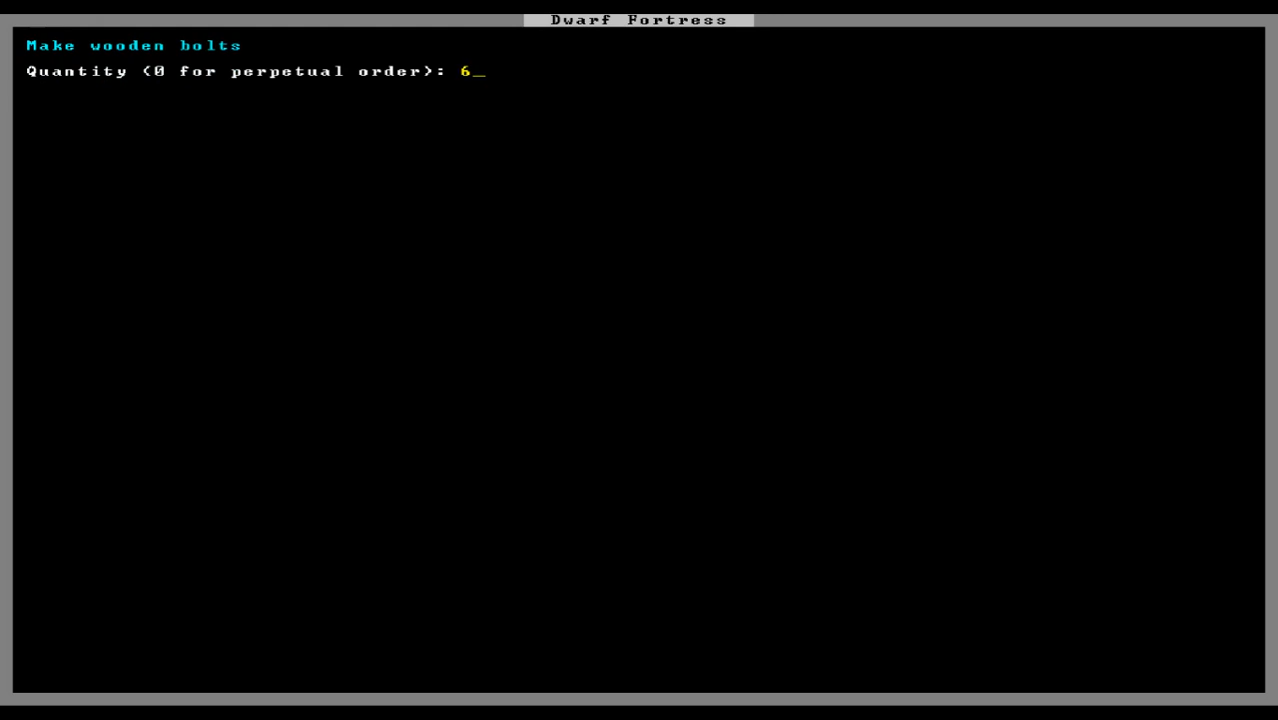 Dwarf Fortress
Make wooden bolts
Quantity (0 for perpetual order): 6_